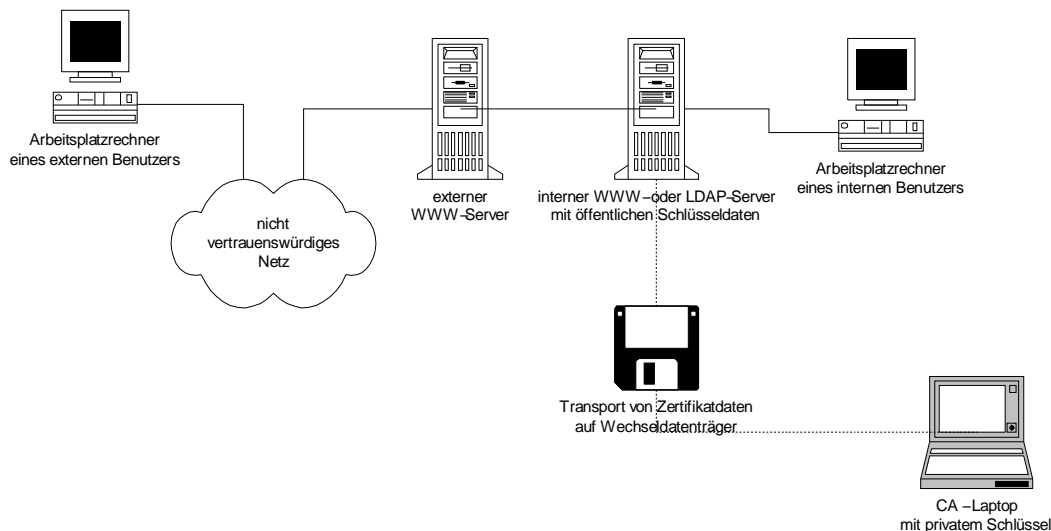 Arbeitsplatzrechner
eines externen Benutzers
nicht
vertrauenswürdiges
Netz
externer
WWW-Server
interner WWW-oder LDAP-Server
mit öffentlichen Schlüsseldaten
Arbeitsplatzrechner
eines internen Benutzers
Transport von Zertifikatdaten
auf Wechseldatenträger
CA-Laptop
mit privatem Schlüssel